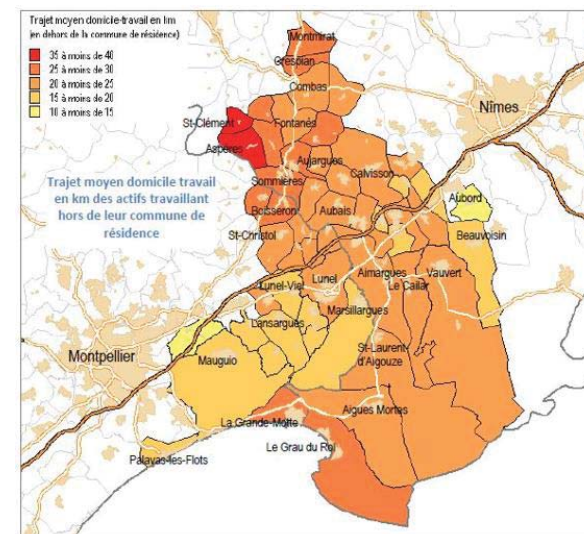 Trajet moyen domicile-travail en km
(en dehors de la commune de résidence)
35 à moins de 40
25 à moins de 30
20 à moins de 25
15 à moins de 20
10 à moins de 15
Trajet moyen domicile travail
en km des actifs travaillant
hors de leur commune de
résidence
Montmirat
Crespian
Combas
Nîmes
St-Clément
Fontanés
Asperes
Aujargues
Calvisson
Sommières
Aubord
Boisseron
Aubais
Beauvoisin
St-Christol
Aimargues
Vauvert
Lunel-Viel
Lunel
Le Cailar
Lansargues
Marsillargues
Montpellier
Mauguio
St-Laurent-
d'Aigouze
Aigues Mortes
La Grande-Motte
Le Grau du Roi
Palavas-les-Flots